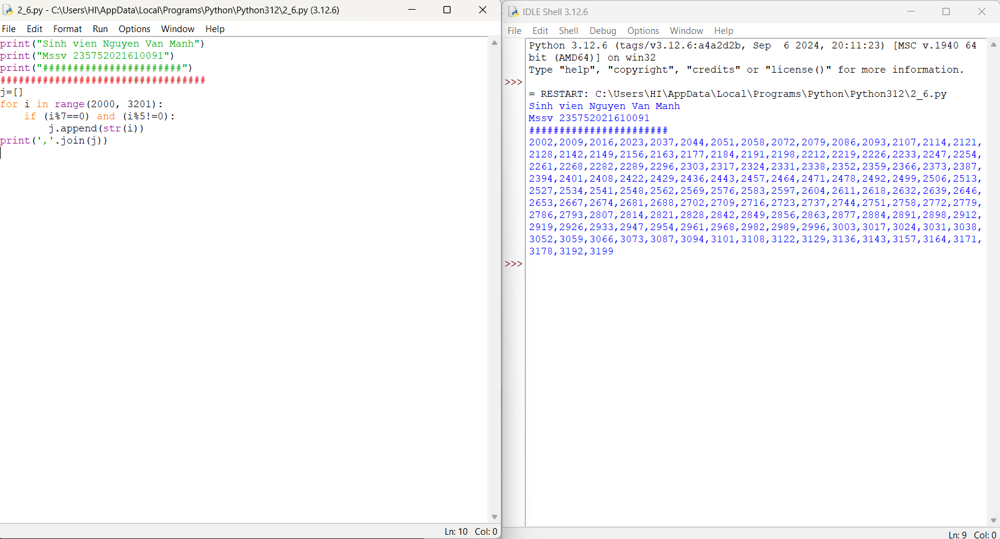 2_6.py - C:\Users\HI\AppData\Local\Programs\Python\Python312\2_6.py (3.12.6)
File Edit Format Run Options Window Help
print("Sinh vien Nguyen Van Manh")
print("Mssv 235752021610091")
print("#######################")
##################################
j=[]
for i in range(2000, 3201):
    if (i%7==0) and (i%5!=0):
        j.append(str(i))
print(','.join(j))
Ln: 10 Col: 0
IDLE Shell 3.12.6
File Edit Shell Debug Options Window Help
Python 3.12.6 (tags/v3.12.6:a4a2d2b, Sep  6 2024, 20:11:23) [MSC v.1940 64
bit (AMD64)] on win32
Type "help", "copyright", "credits" or "license()" for more information.
>>>
= RESTART: C:\Users\HI\AppData\Local\Programs\Python\Python312\2_6.py
Sinh vien Nguyen Van Manh
Mssv 235752021610091
#######################
2002,2009,2016,2023,2037,2044,2051,2058,2072,2079,2086,2093,2107,2114,2121,
2128,2142,2149,2156,2163,2177,2184,2191,2198,2212,2219,2226,2233,2247,2254,
2261,2268,2282,2289,2296,2303,2317,2324,2331,2338,2352,2359,2366,2373,2387,
2394,2401,2408,2422,2429,2436,2443,2457,2464,2471,2478,2492,2499,2506,2513,
2527,2534,2541,2548,2562,2569,2576,2583,2597,2604,2611,2618,2632,2639,2646,
2653,2667,2674,2681,2688,2702,2709,2716,2723,2737,2744,2751,2758,2772,2779,
2786,2793,2807,2814,2821,2828,2842,2849,2856,2863,2877,2884,2891,2898,2912,
2919,2926,2933,2947,2954,2961,2968,2982,2989,2996,3003,3017,3024,3031,3038,
3052,3059,3066,3073,3087,3094,3101,3108,3122,3129,3136,3143,3157,3164,3171,
3178,3192,3199
>>>
Ln: 9 Col: 0